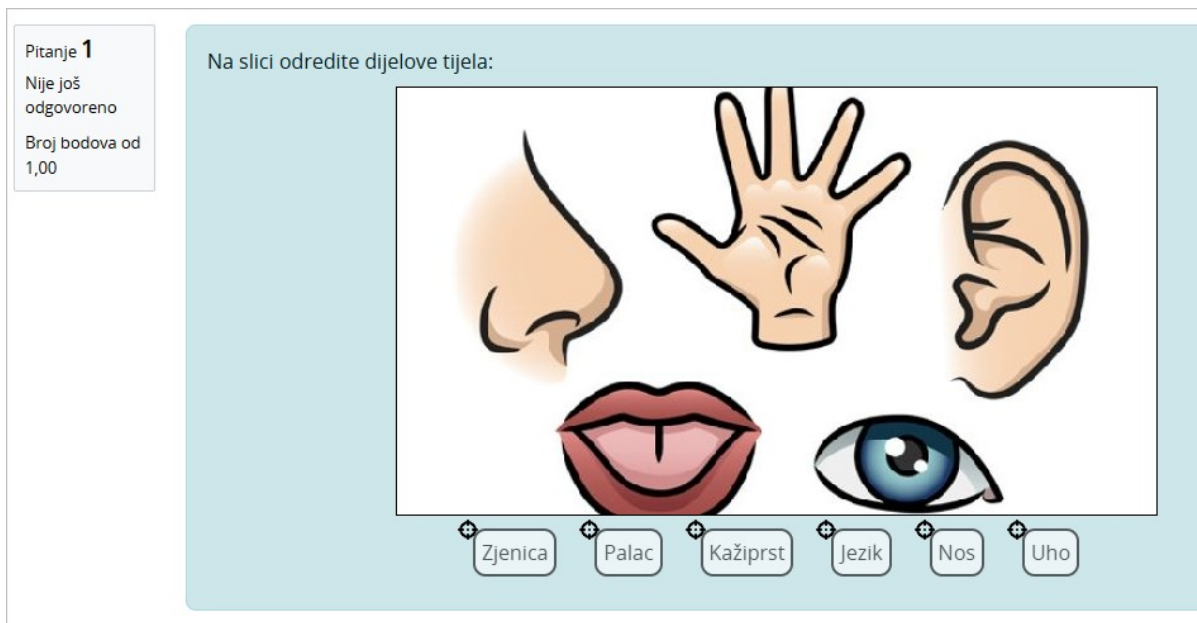 Pitanje 1
Nije još
odgovoreno
Broj bodova od
1,00
Na slici odredite dijelove tijela:
Zjenica
Palac
Kažiprst
Jezik
Nos
Uho